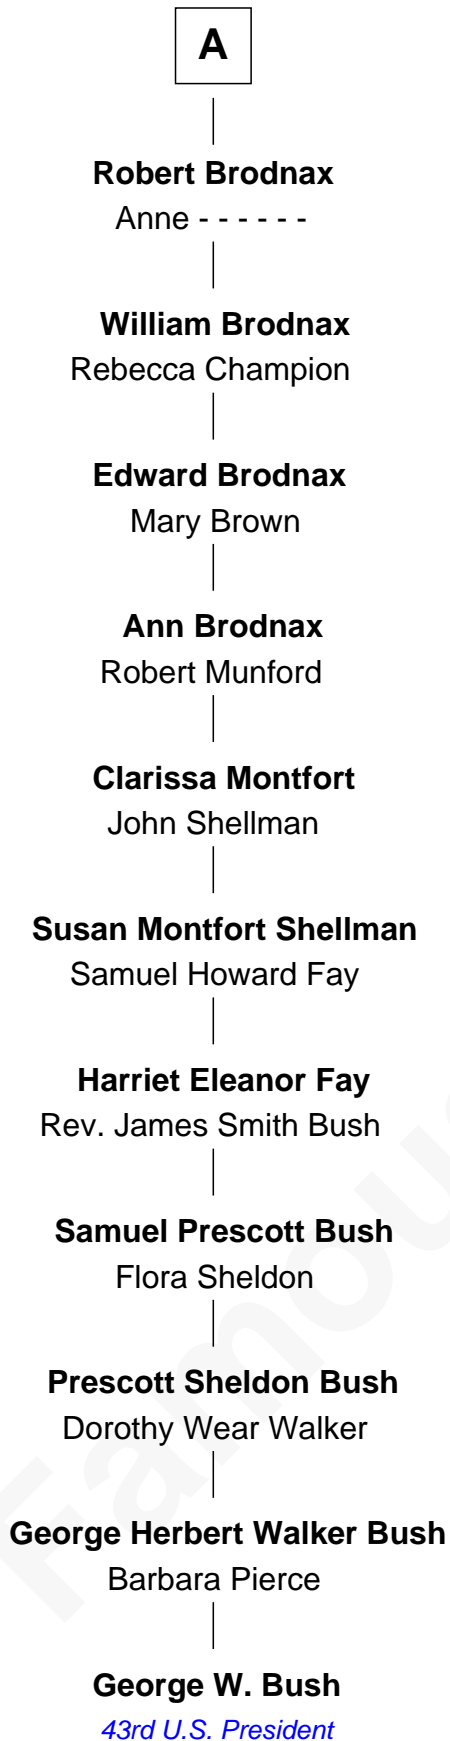 A
Robert Brodnax
Anne - - - - - -
William Brodnax
Rebecca Champion
Edward Brodnax
Mary Brown
Ann Brodnax
Robert Munford
Clarissa Montfort
John Shellman
Susan Montfort Shellman
Samuel Howard Fay
Harriet Eleanor Fay
Rev. James Smith Bush
Samuel Prescott Bush
Flora Sheldon
Prescott Sheldon Bush
Dorothy Wear Walker
George Herbert Walker Bush
Barbara Pierce
George W. Bush
43rd U.S. President
Famou